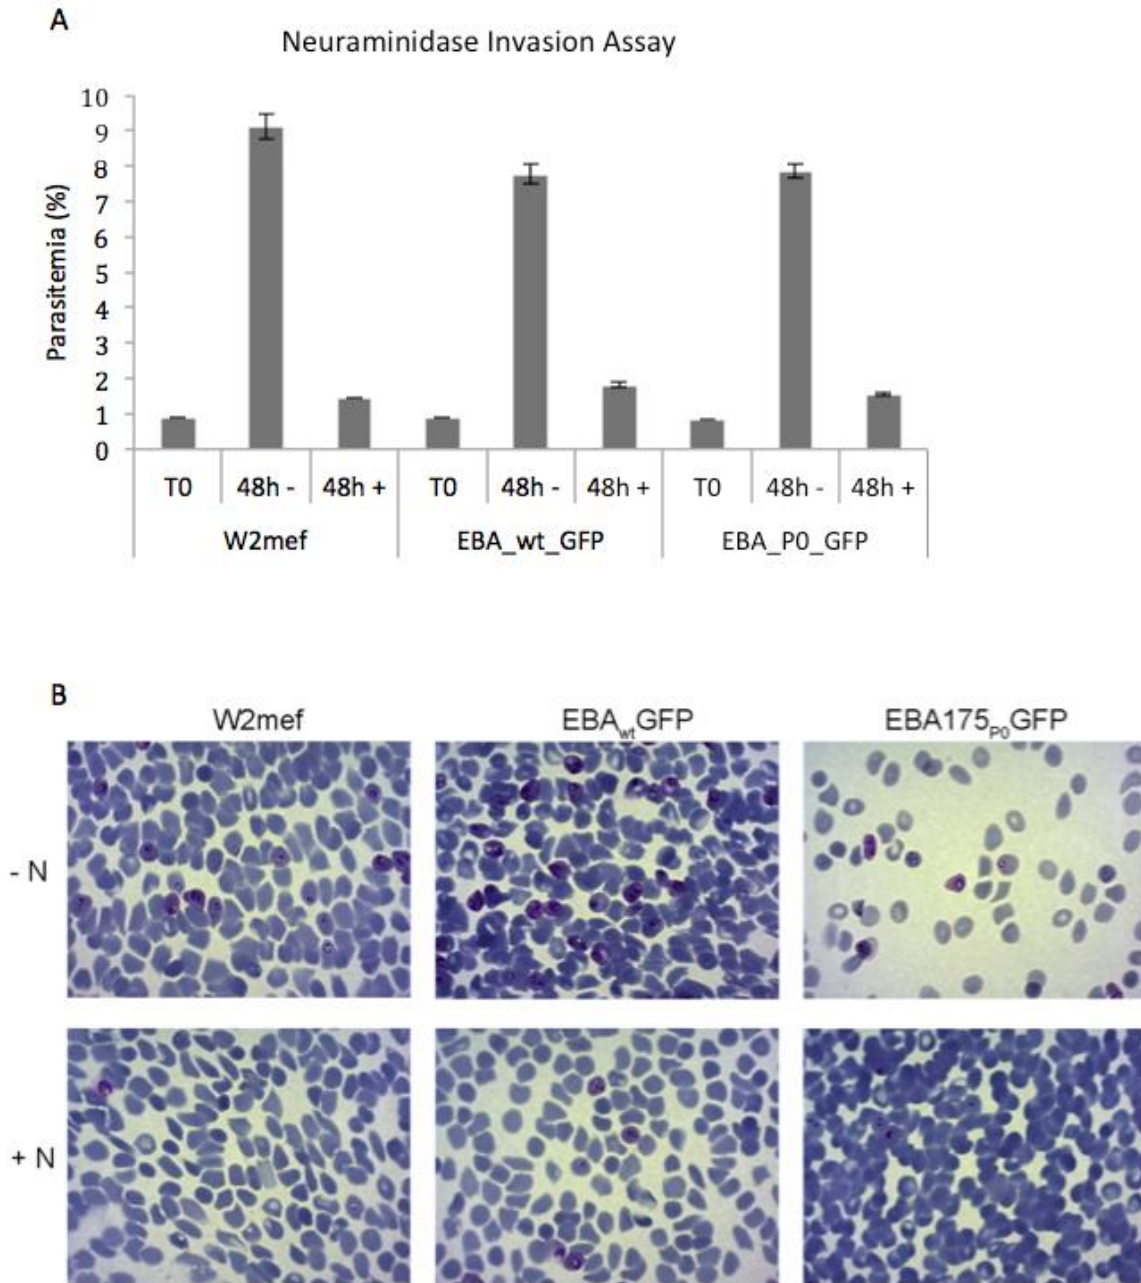 A
Neuraminidase Invasion Assay
10
9
8
7
6
5
4
3
2
1
0
Parasitemia (%)
T0 48h - 48h + T0 48h - 48h + T0 48h - 48h +
W2mef EBA_wt_GFP EBA_P0_GFP
B
W2mef EBAwtGFP EBA175P0GFP
- N
+ N